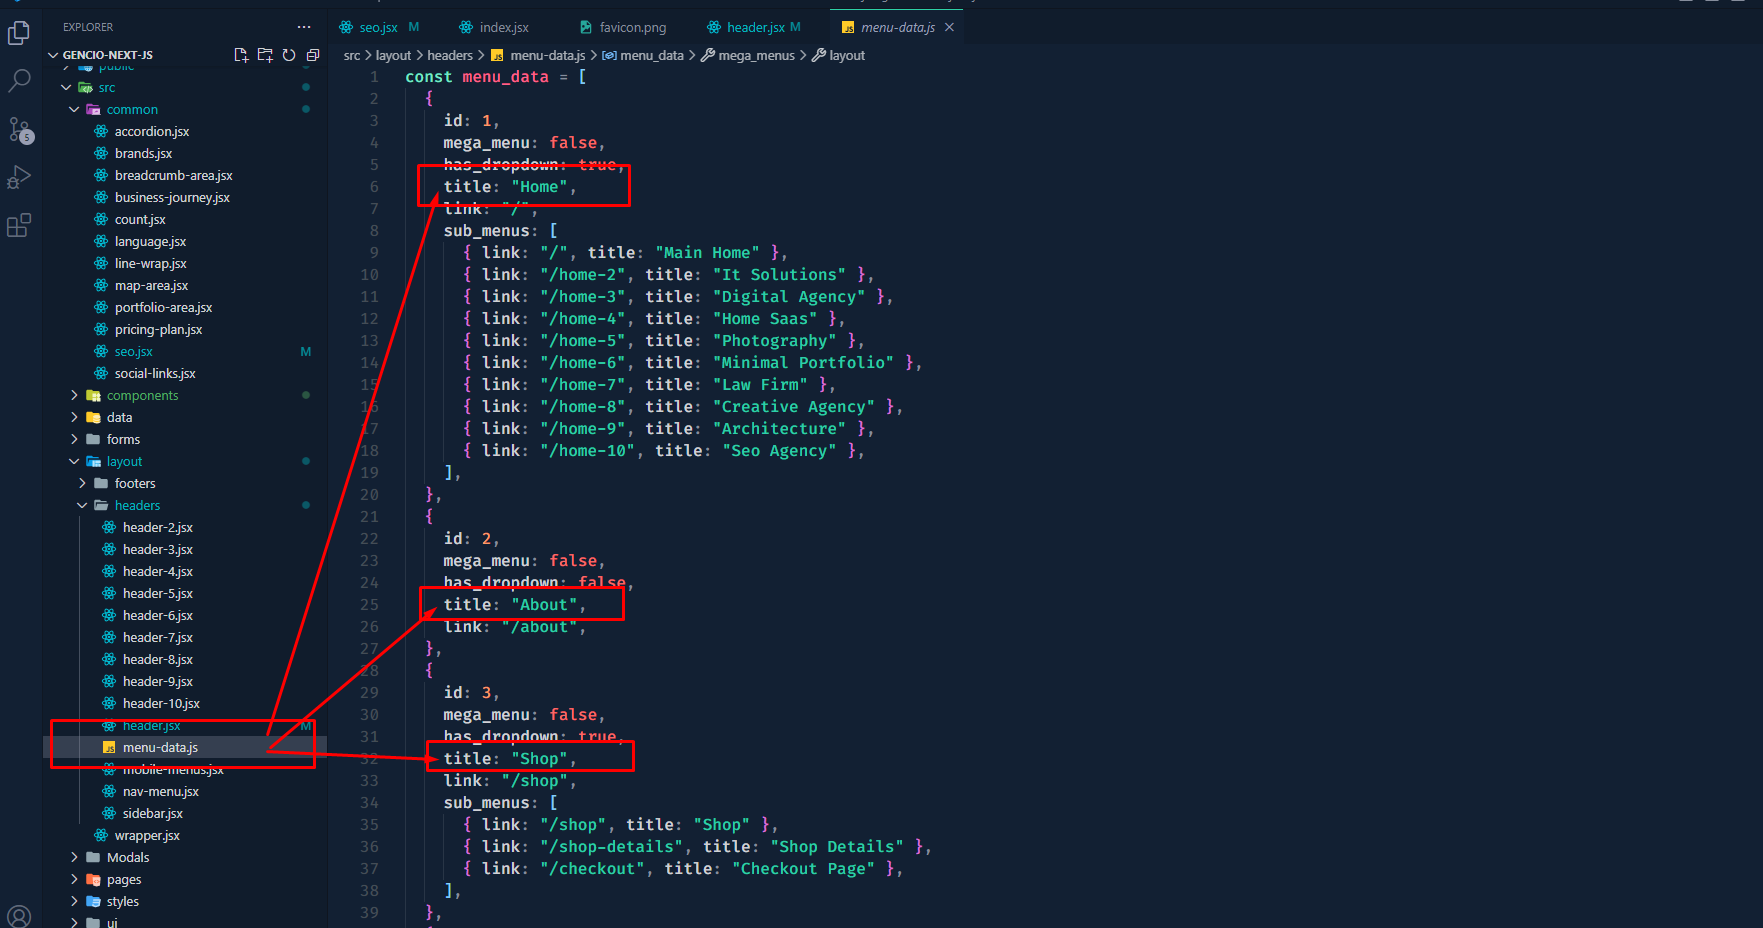 EXPLORER
GENCIO-NEXT-JS
public
src
common
accordion.jsx
brands.jsx
breadcrumb-area.jsx
business-journey.jsx
count.jsx
language.jsx
line-wrap.jsx
map-area.jsx
portfolio-area.jsx
pricing-plan.jsx
seo.jsx M
social-links.jsx
components
data
forms
layout
footers
headers
header-2.jsx
header-3.jsx
header-4.jsx
header-5.jsx
header-6.jsx
header-7.jsx
header-8.jsx
header-9.jsx
header-10.jsx
header.jsx M
menu-data.js
mobile-menus.jsx
nav-menu.jsx
sidebar.jsx
wrapper.jsx
Modals
pages
styles
ui
5
seo.jsx M index.jsx favicon.png header.jsx M menu-data.js
src > layout > headers > menu-data.js > menu_data > mega_menus > layout
1 const menu_data = [
2 {
3 id: 1,
4 mega_menu: false,
5 has_dropdown: true,
6 title: "Home",
7 link: "/",
8 sub_menus: [
9 { link: "/", title: "Main Home" },
10 { link: "/home-2", title: "It Solutions" },
11 { link: "/home-3", title: "Digital Agency" },
12 { link: "/home-4", title: "Home Saas" },
13 { link: "/home-5", title: "Photography" },
14 { link: "/home-6", title: "Minimal Portfolio" },
15 { link: "/home-7", title: "Law Firm" },
16 { link: "/home-8", title: "Creative Agency" },
17 { link: "/home-9", title: "Architecture" },
18 { link: "/home-10", title: "Seo Agency" },
19 ],
20 },
21 {
22 id: 2,
23 mega_menu: false,
24 has_dropdown: false,
25 title: "About",
26 link: "/about",
27 },
28 {
29 id: 3,
30 mega_menu: false,
31 has_dropdown: true,
32 title: "Shop",
33 link: "/shop",
34 sub_menus: [
35 { link: "/shop", title: "Shop" },
36 { link: "/shop-details", title: "Shop Details" },
37 { link: "/checkout", title: "Checkout Page" },
38 ],
39 },